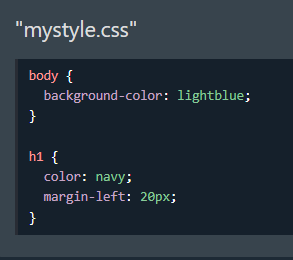 "mystyle.css"
body {
  background-color: lightblue;
}

h1 {
  color: navy;
  margin-left: 20px;
}